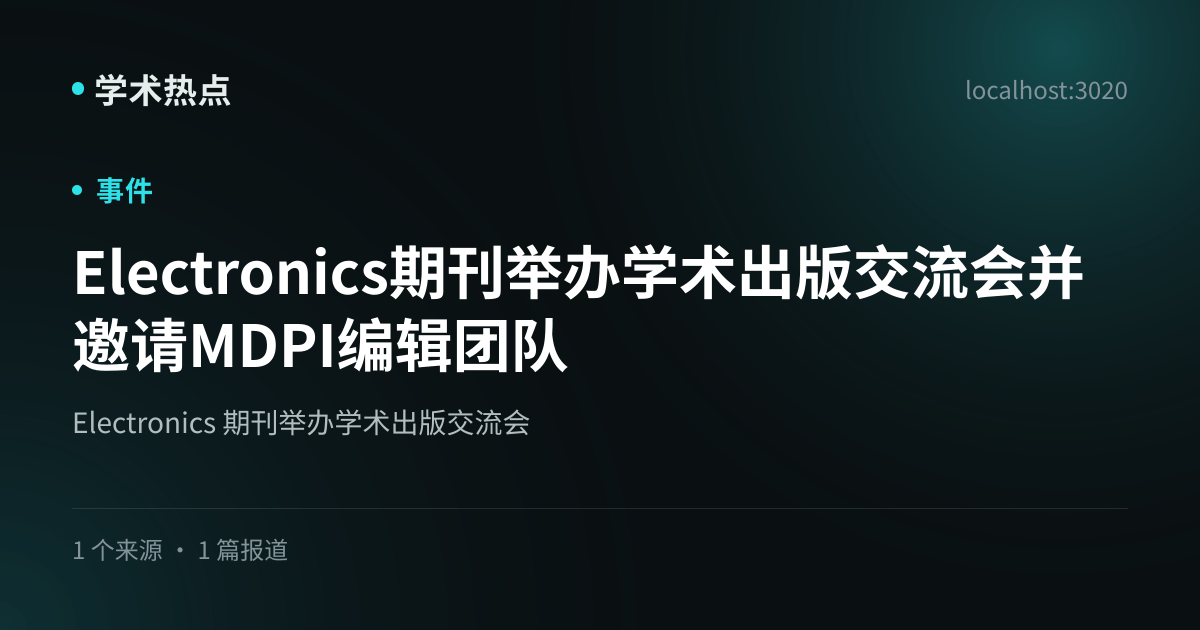 学术热点
localhost:3020
事件
Electronics期刊举办学术出版交流会并
邀请MDPI编辑团队
Electronics 期刊举办学术出版交流会
1 个来源 · 1 篇报道